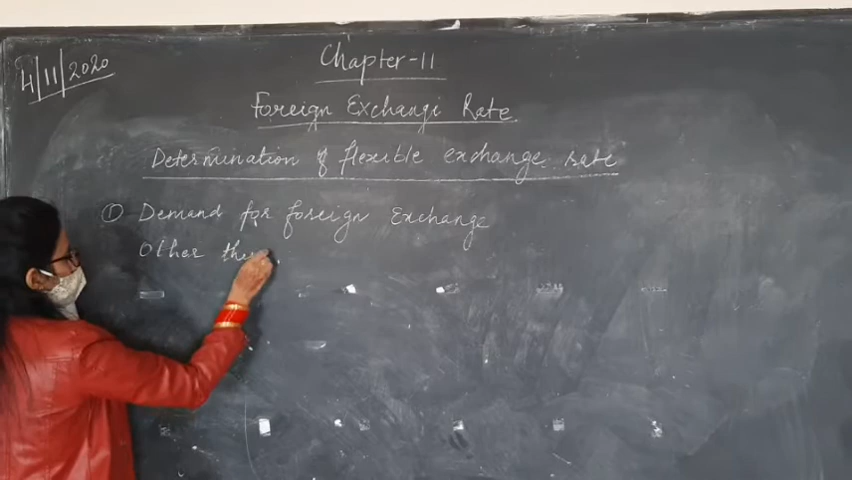 4/11/2020
Chapter-11
Foreign Exchange Rate
Determination of flexible exchange rate
① Demand for foreign Exchange
Other